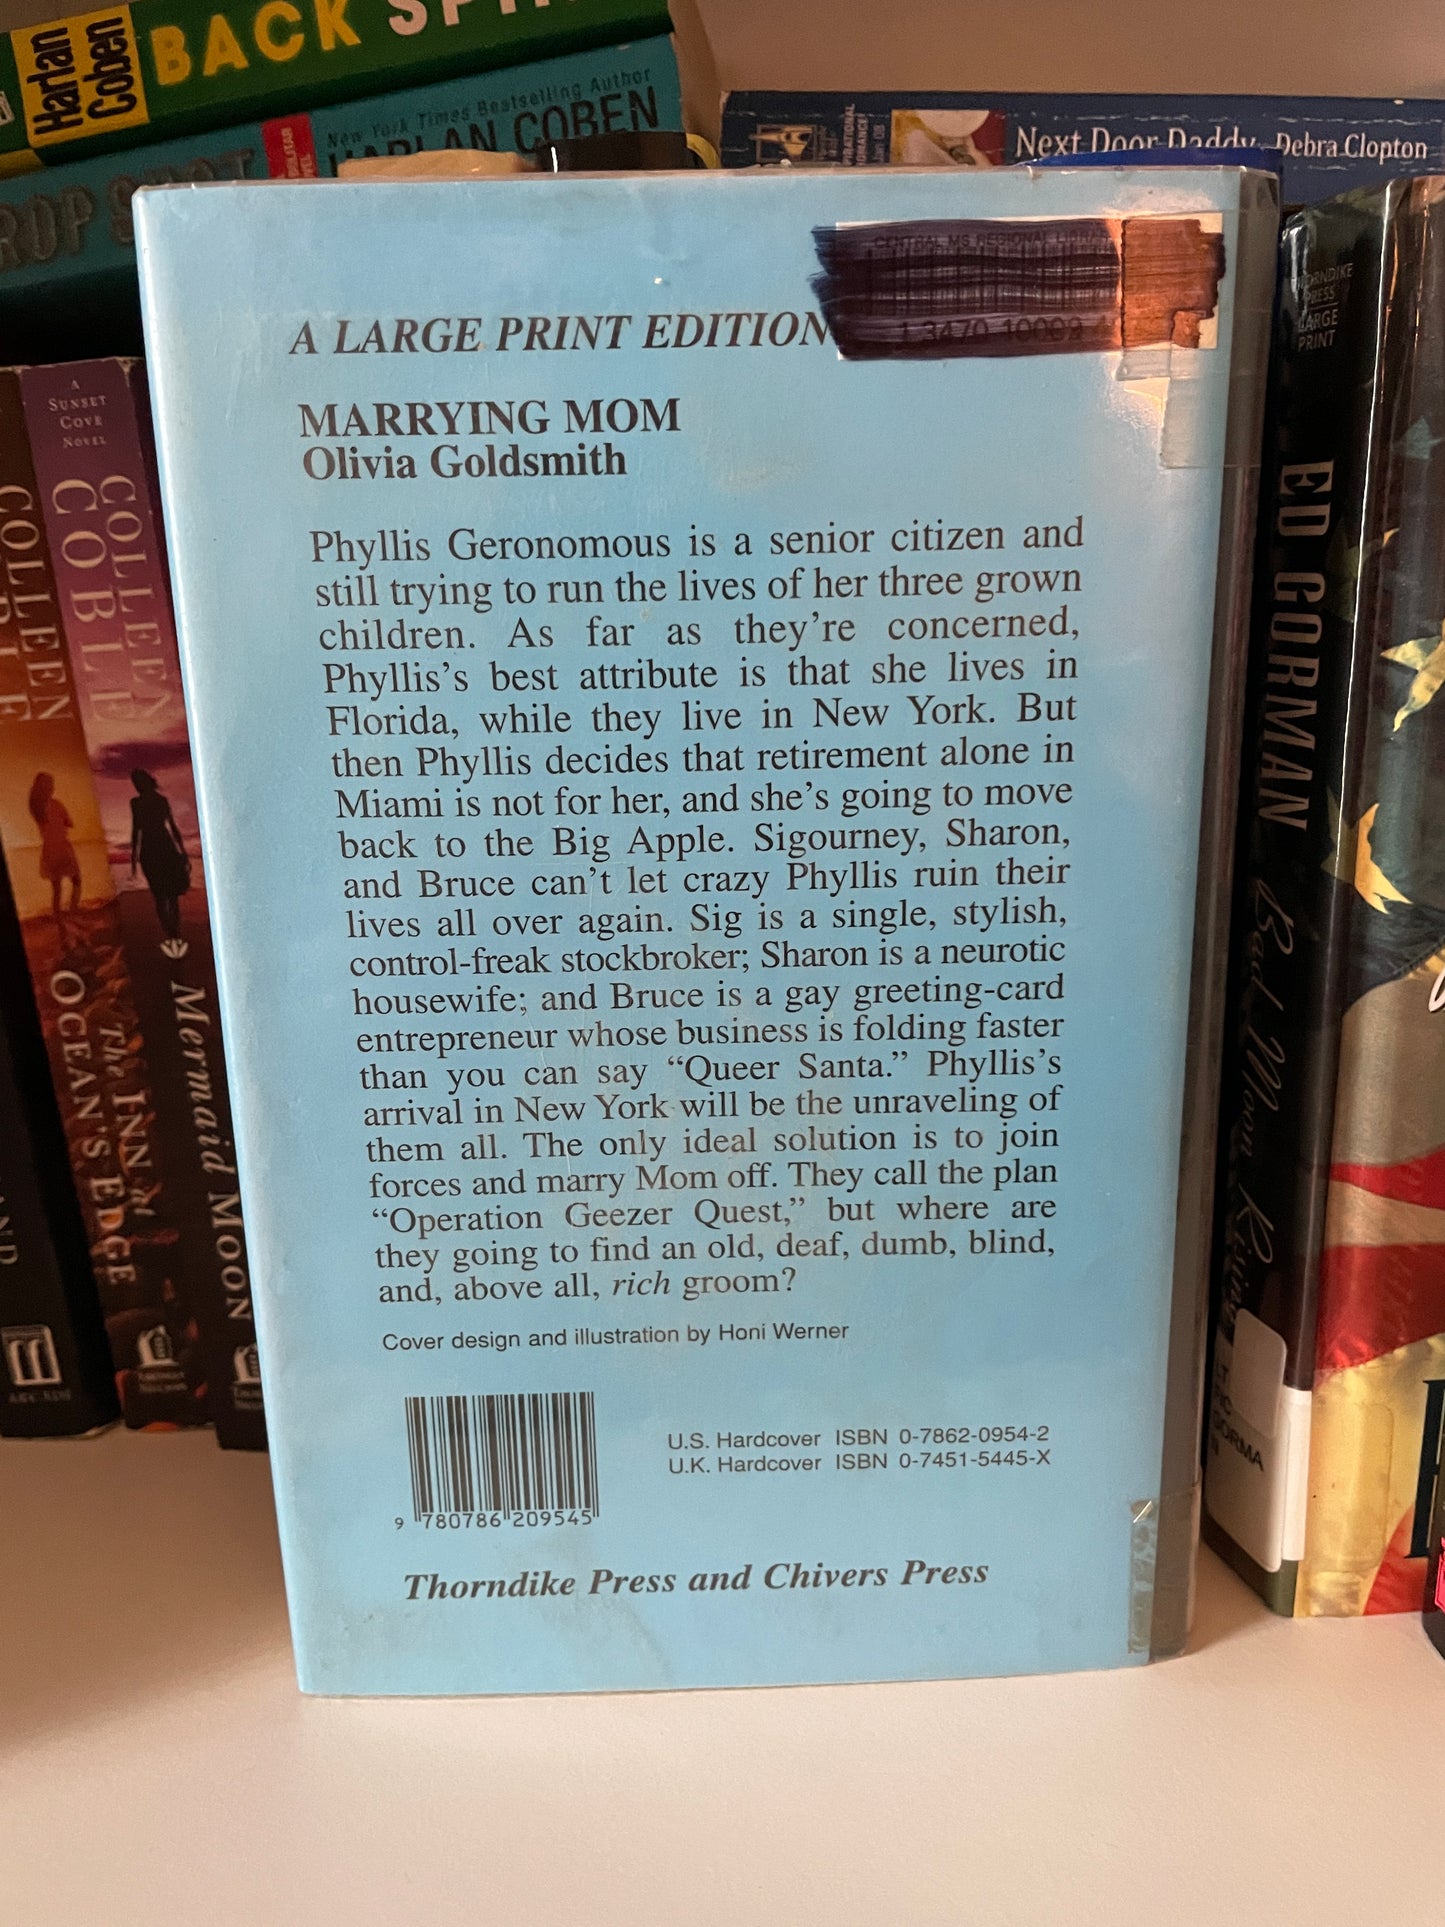 Harlan
Coben
BACK
New York Times Bestselling Author
HARLAN COBEN
Next Door Daddy
Debra Clopton
CENTRAL MS REGIONAL
1 3470 10009
A LARGE PRINT EDITION
MARRYING MOM
Olivia Goldsmith
Phyllis Geronomous is a senior citizen and
still trying to run the lives of her three grown
children. As far as they're concerned,
Phyllis's best attribute is that she lives in
Florida, while they live in New York. But
then Phyllis decides that retirement alone in
Miami is not for her, and she's going to move
back to the Big Apple. Sigourney, Sharon,
and Bruce can't let crazy Phyllis ruin their
lives all over again. Sig is a single, stylish,
control-freak stockbroker; Sharon is a neurotic
housewife; and Bruce is a gay greeting-card
entrepreneur whose business is folding faster
than you can say “Queer Santa.” Phyllis's
arrival in New York will be the unraveling of
them all. The only ideal solution is to join
forces and marry Mom off. They call the plan
“Operation Geezer Quest,” but where are
they going to find an old, deaf, dumb, blind,
and, above all, rich groom?
Cover design and illustration by Honi Werner
9 780786 209545
U.S. Hardcover ISBN 0-7862-0954-2
U.K. Hardcover ISBN 0-7451-5445-X
Thorndike Press and Chivers Press
COLLEEN
OCEAN'S EDGE
A
SUNSET
COVE
NOVEL
COLLEEN
COBLE
The INN at
Mermaid MOON
THORNDIKE
PRESS
LARGE
PRINT
ED GORMAN
Bad Moon Rising